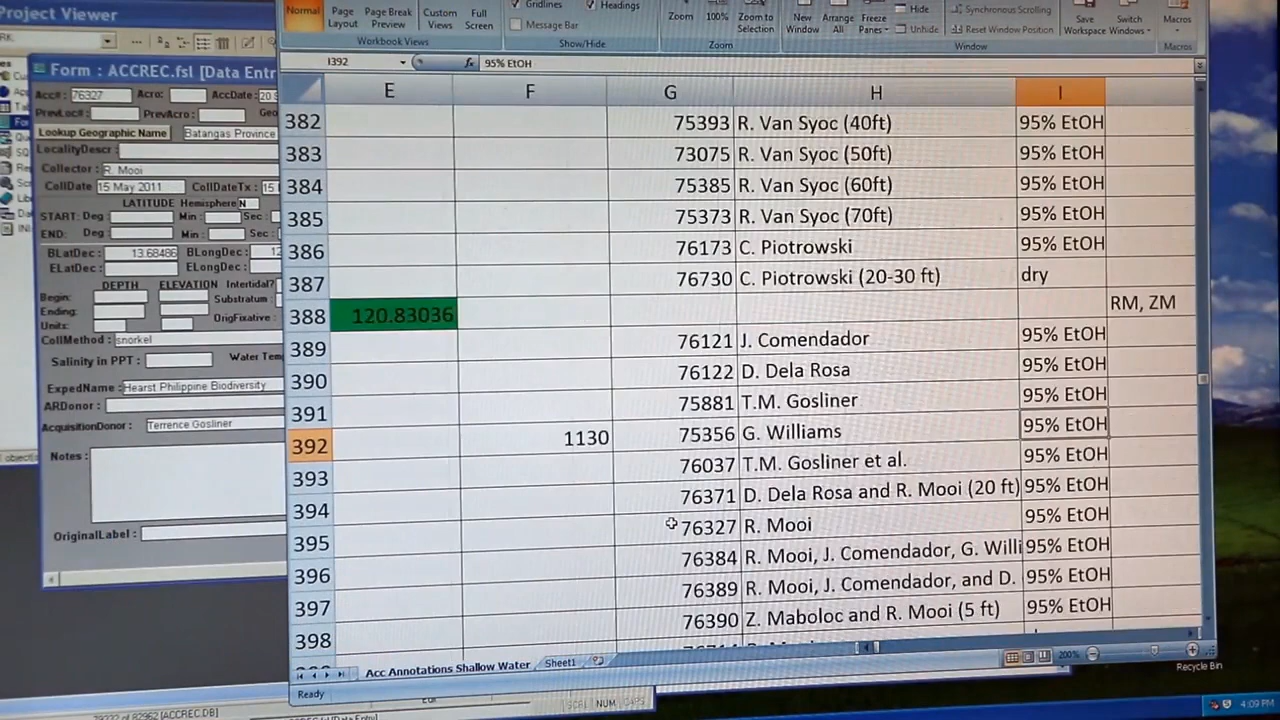 Project Viewer
Form : ACCREC.fsl [Data Entr
Acc#: 76327 Acro: AccDate:
PrevLoc#: PrevAcro: Geo
Lookup Geographic Name Batangas Province
LocalityDescr:
Collector: R. Mooi
CollDate 15 May 2011 CollDateTx: 15
LATITUDE Hemisphere N
START: Deg Min : Sec :
END: Deg Min : Sec :
BLatDec: 13.68486 BLongDec: 12
ELatDec: ELongDec:
DEPTH ELEVATION Intertidal?
Begin: Substratum :
Ending: OrigFixative :
Units:
CollMethod : snorkel
Salinity in PPT : Water Temp
ExpedName: Hearst Philippine Biodiversity
ARDonor:
AcquisitionDonor: Terrence Gosliner
Notes :
OriginalLabel :
Normal Page Layout Page Break Preview Custom Views Full Screen
Workbook Views
Gridlines Headings
Message Bar
Show/Hide
Zoom 100% Zoom to Selection
Zoom
New Window Arrange All Freeze Panes Hide Unhide
Synchronous Scrolling
Reset Window Position
Window
Save Workspace Switch Windows
Macros
Macros
I392 fx 95% EtOH
E F G H I
382 75393 R. Van Syoc (40ft) 95% EtOH
383 73075 R. Van Syoc (50ft) 95% EtOH
384 75385 R. Van Syoc (60ft) 95% EtOH
385 75373 R. Van Syoc (70ft) 95% EtOH
386 76173 C. Piotrowski 95% EtOH
387 76730 C. Piotrowski (20-30 ft) dry
388 120.83036 RM, ZM
389 76121 J. Comendador 95% EtOH
390 76122 D. Dela Rosa 95% EtOH
391 75881 T.M. Gosliner 95% EtOH
392 1130 75356 G. Williams 95% EtOH
393 76037 T.M. Gosliner et al. 95% EtOH
394 76371 D. Dela Rosa and R. Mooi (20 ft) 95% EtOH
395 76327 R. Mooi 95% EtOH
396 76384 R. Mooi, J. Comendador, G. Willi 95% EtOH
397 76389 R. Mooi, J. Comendador, and D. 95% EtOH
398 76390 Z. Maboloc and R. Mooi (5 ft) 95% EtOH
Acc Annotations Shallow Water Sheet1
Ready 200%
Recycle Bin
[ACCREC.DB] NUM
4:09 PM